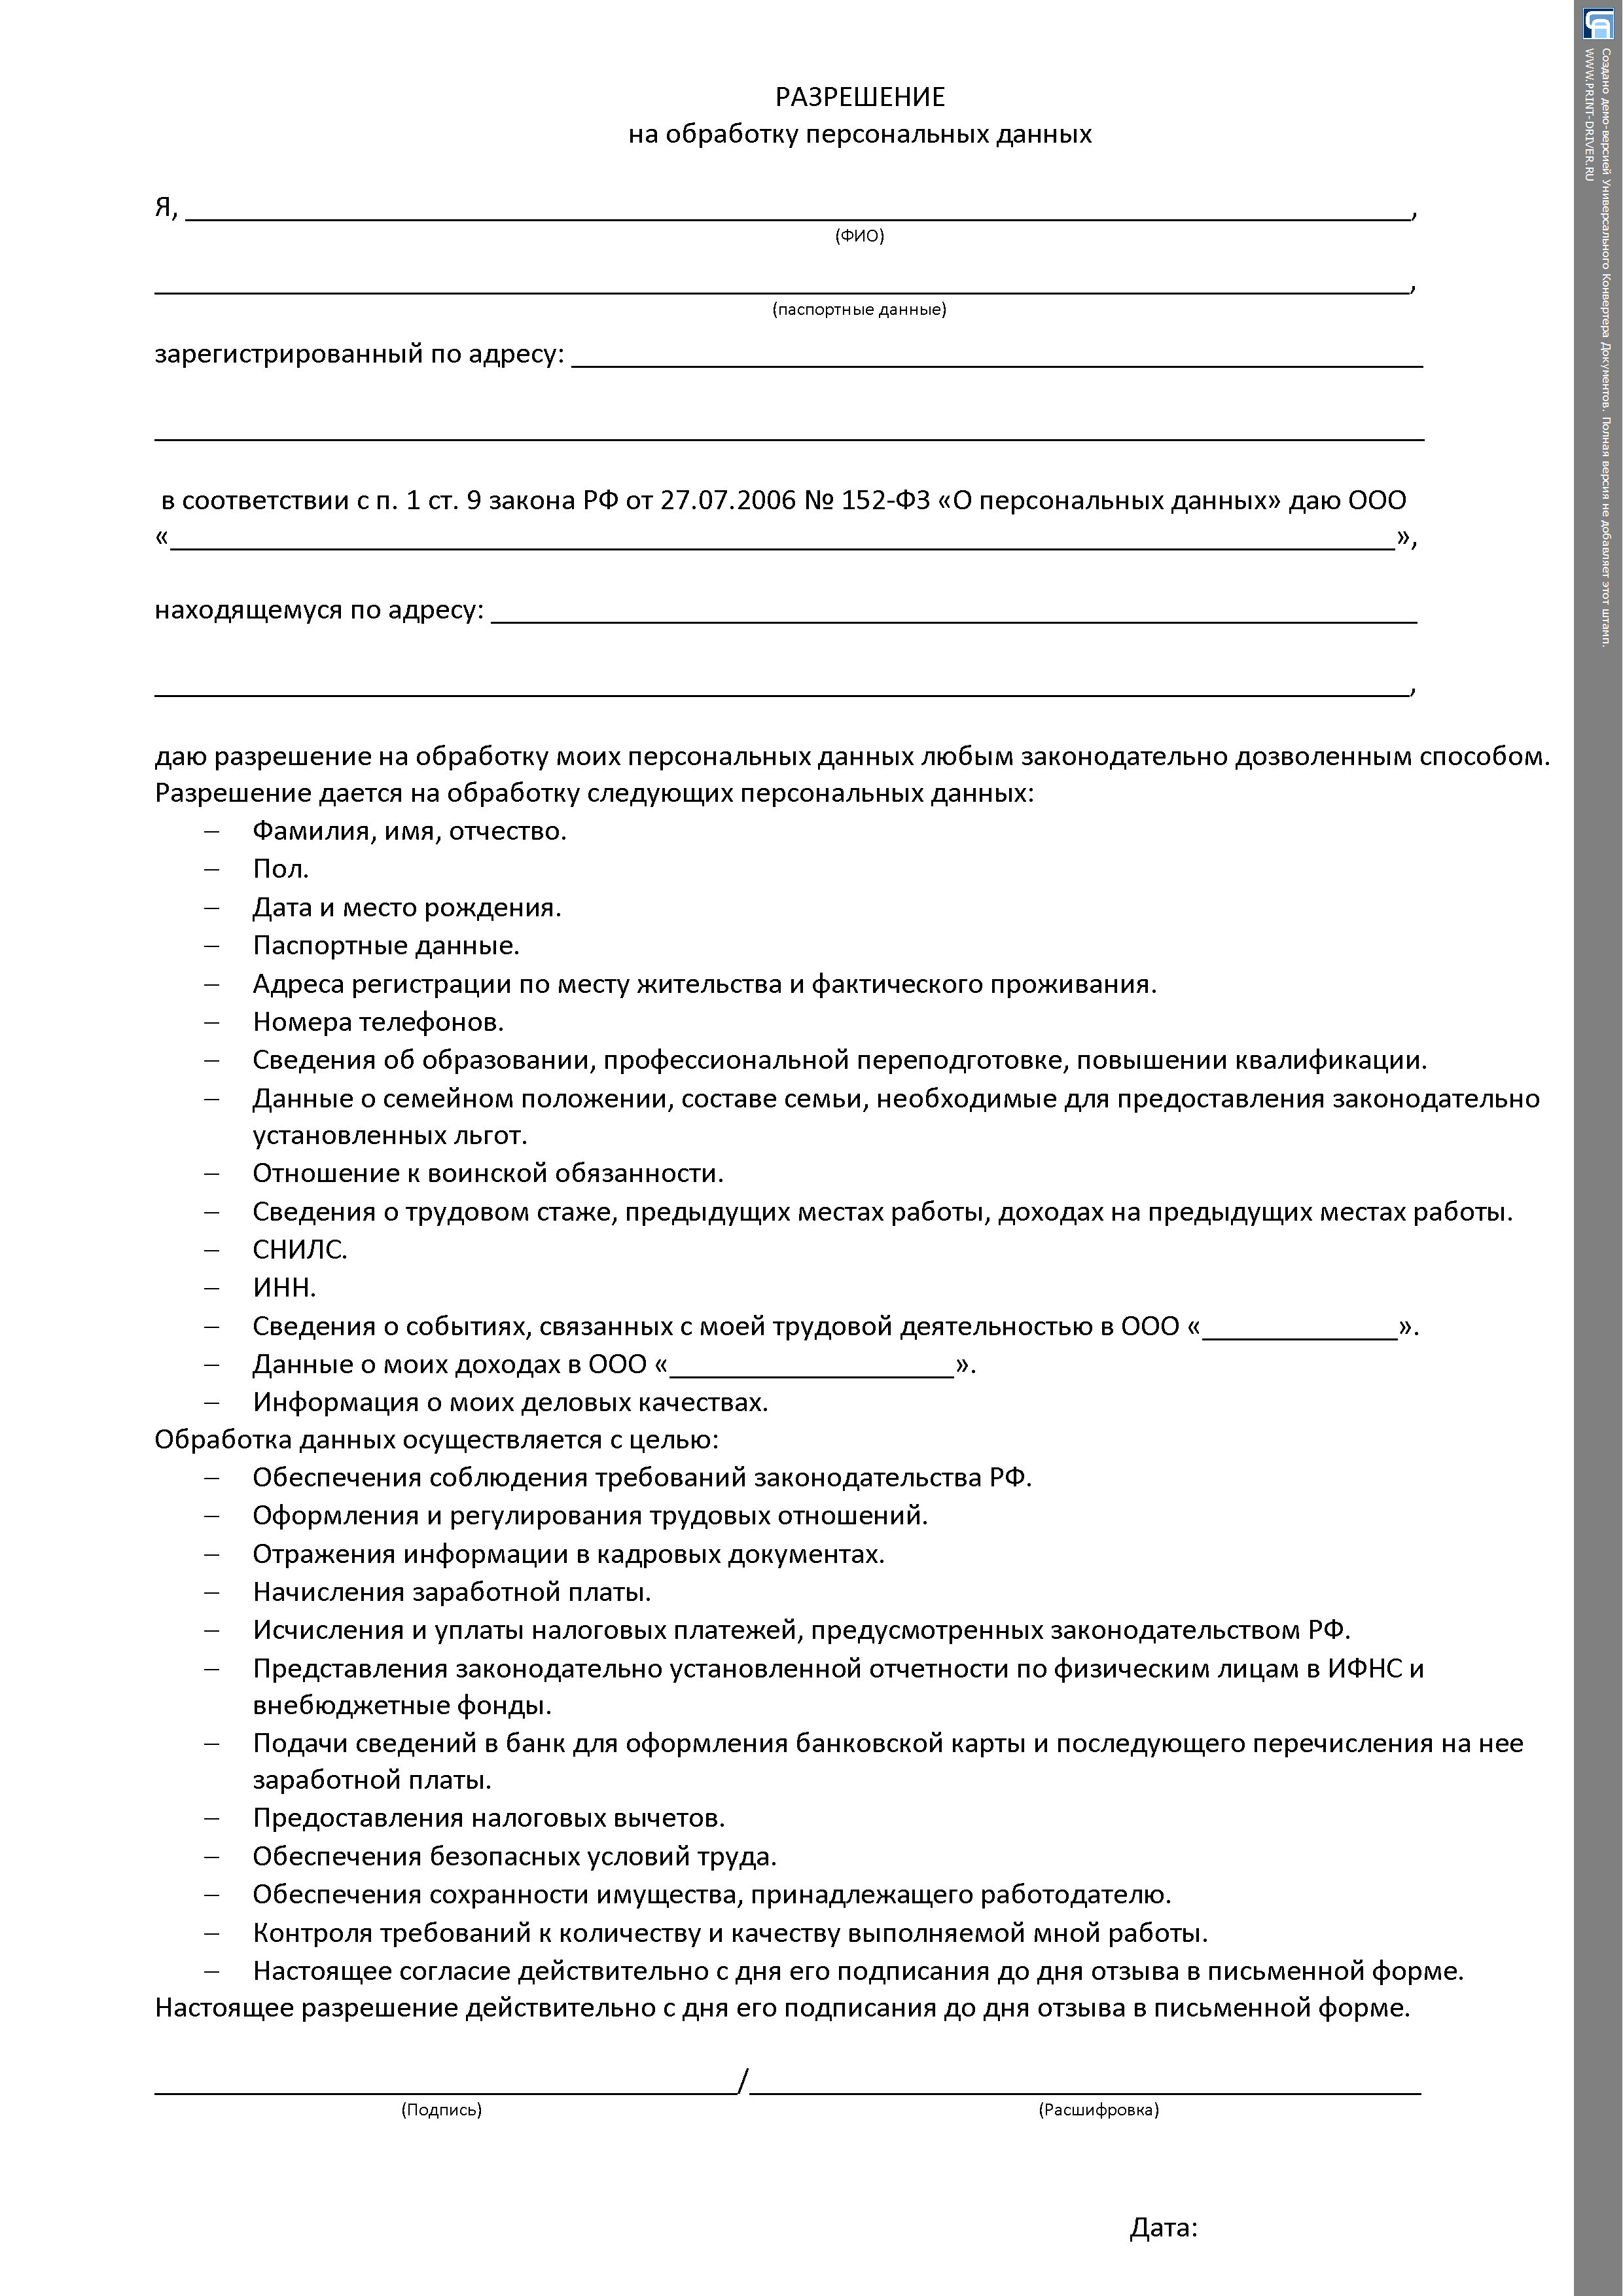 РАЗРЕШЕНИЕ
на обработку персональных данных
Я, ,
(ФИО)
,
(паспортные данные)
зарегистрированный по адресу:
в соответствии с п. 1 ст. 9 закона РФ от 27.07.2006 № 152-ФЗ «О персональных данных» даю ООО
« »,
находящемуся по адресу:
,
даю разрешение на обработку моих персональных данных любым законодательно дозволенным способом.
Разрешение дается на обработку следующих персональных данных:
– Фамилия, имя, отчество.
– Пол.
– Дата и место рождения.
– Паспортные данные.
– Адреса регистрации по месту жительства и фактического проживания.
– Номера телефонов.
– Сведения об образовании, профессиональной переподготовке, повышении квалификации.
– Данные о семейном положении, составе семьи, необходимые для предоставления законодательно
установленных льгот.
– Отношение к воинской обязанности.
– Сведения о трудовом стаже, предыдущих местах работы, доходах на предыдущих местах работы.
– СНИЛС.
– ИНН.
– Сведения о событиях, связанных с моей трудовой деятельностью в ООО «______________».
– Данные о моих доходах в ООО «____________________».
– Информация о моих деловых качествах.
Обработка данных осуществляется с целью:
– Обеспечения соблюдения требований законодательства РФ.
– Оформления и регулирования трудовых отношений.
– Отражения информации в кадровых документах.
– Начисления заработной платы.
– Исчисления и уплаты налоговых платежей, предусмотренных законодательством РФ.
– Представления законодательно установленной отчетности по физическим лицам в ИФНС и
внебюджетные фонды.
– Подачи сведений в банк для оформления банковской карты и последующего перечисления на нее
заработной платы.
– Предоставления налоговых вычетов.
– Обеспечения безопасных условий труда.
– Обеспечения сохранности имущества, принадлежащего работодателю.
– Контроля требований к количеству и качеству выполняемой мной работы.
– Настоящее согласие действительно с дня его подписания до дня отзыва в письменной форме.
Настоящее разрешение действительно с дня его подписания до дня отзыва в письменной форме.
/
(Подпись) (Расшифровка)
Дата:
Создано демо-версией Универсального Конвертера Документов. Полная версия не добавляет этот штамп.
WWW.PRINT-DRIVER.RU